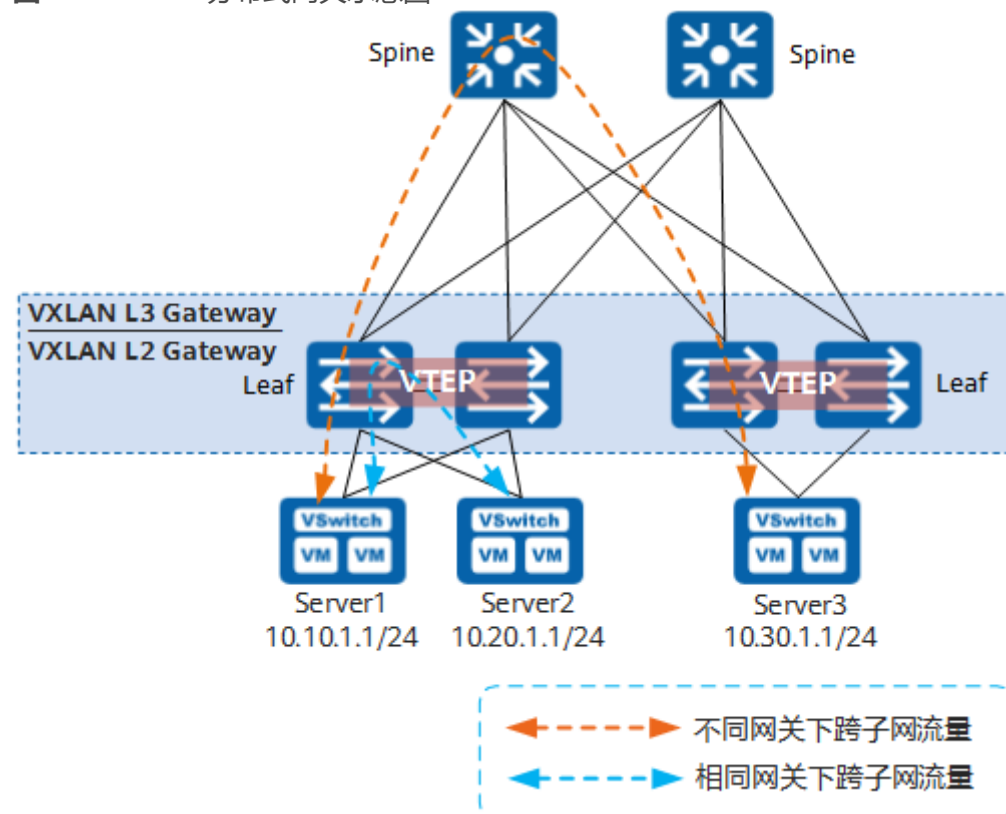 Spine
Spine
VXLAN L3 Gateway
VXLAN L2 Gateway
Leaf
VTEP
VTEP
Leaf
VSwitch
VM VM
VSwitch
VM VM
VSwitch
VM VM
Server1
10.10.1.1/24
Server2
10.20.1.1/24
Server3
10.30.1.1/24
不同网关下跨子网流量
相同网关下跨子网流量